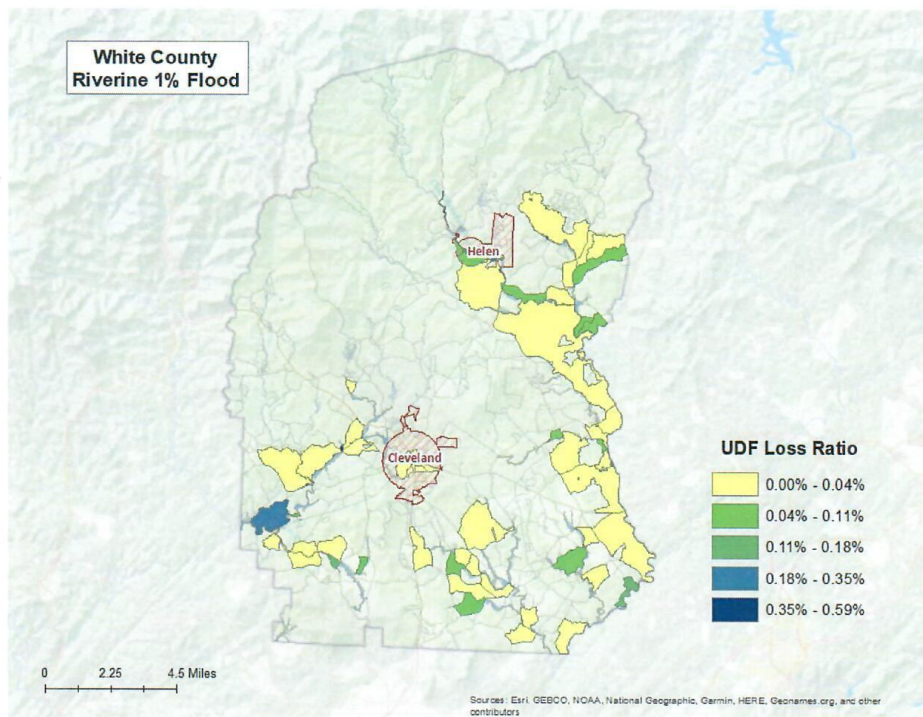 White County
Riverine 1% Flood
Helen
Cleveland
UDF Loss Ratio
0.00% - 0.04%
0.04% - 0.11%
0.11% - 0.18%
0.18% - 0.35%
0.35% - 0.59%
0 2.25 4.5 Miles
Sources: Esri, GEBCO, NOAA, National Geographic, Garmin, HERE, Geonames.org, and other
contributors